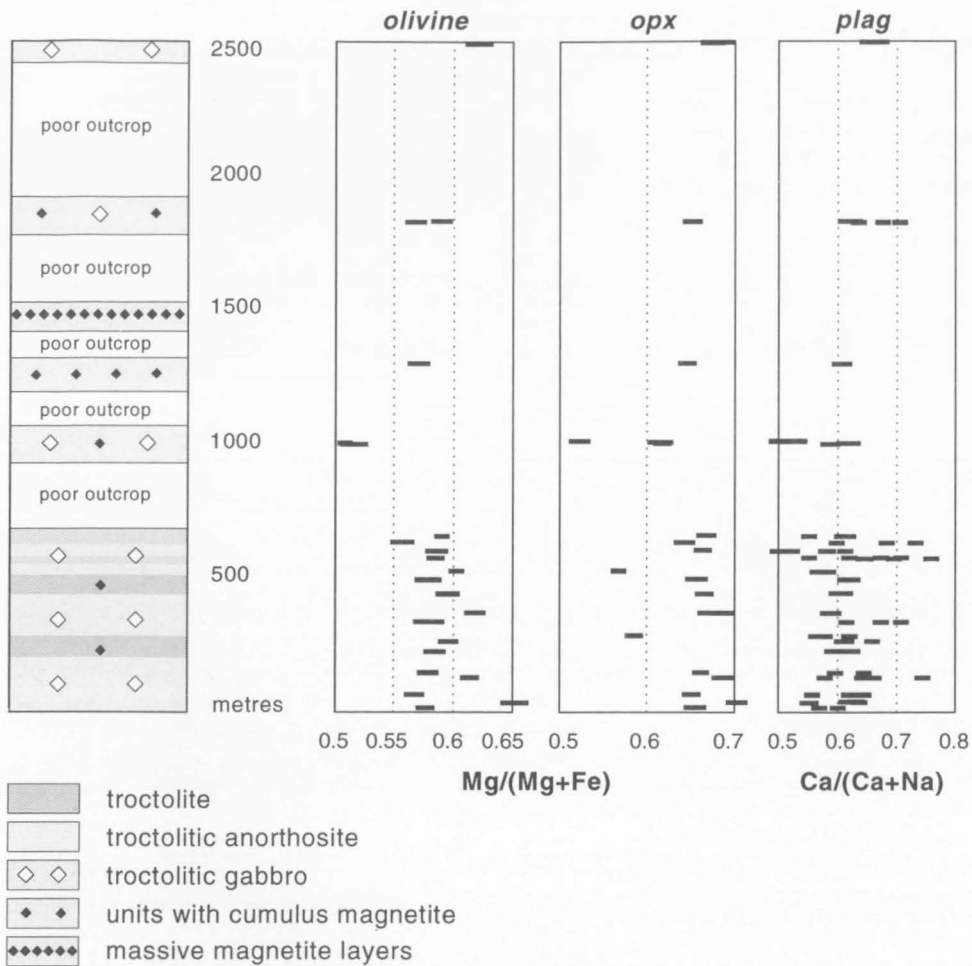 olivine opx plag
2500
poor outcrop
2000
poor outcrop
1500
poor outcrop
poor outcrop
1000
poor outcrop
500
metres
0.5 0.55 0.6 0.65 0.5 0.6 0.7 0.5 0.6 0.7 0.8
Mg/(Mg+Fe) Ca/(Ca+Na)
troctolite
troctolitic anorthosite
troctolitic gabbro
units with cumulus magnetite
massive magnetite layers